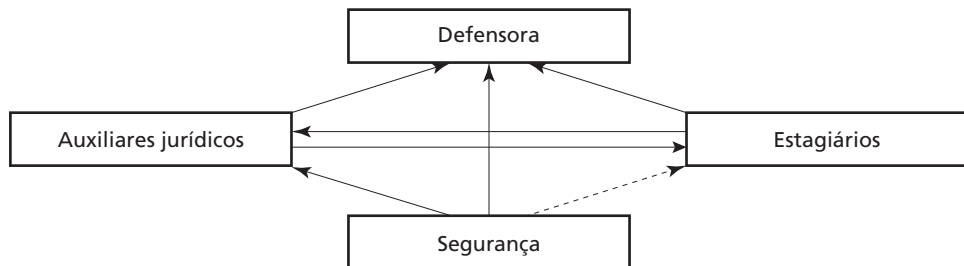 Defensora
Auxiliares jurídicos
Estagiários
Segurança